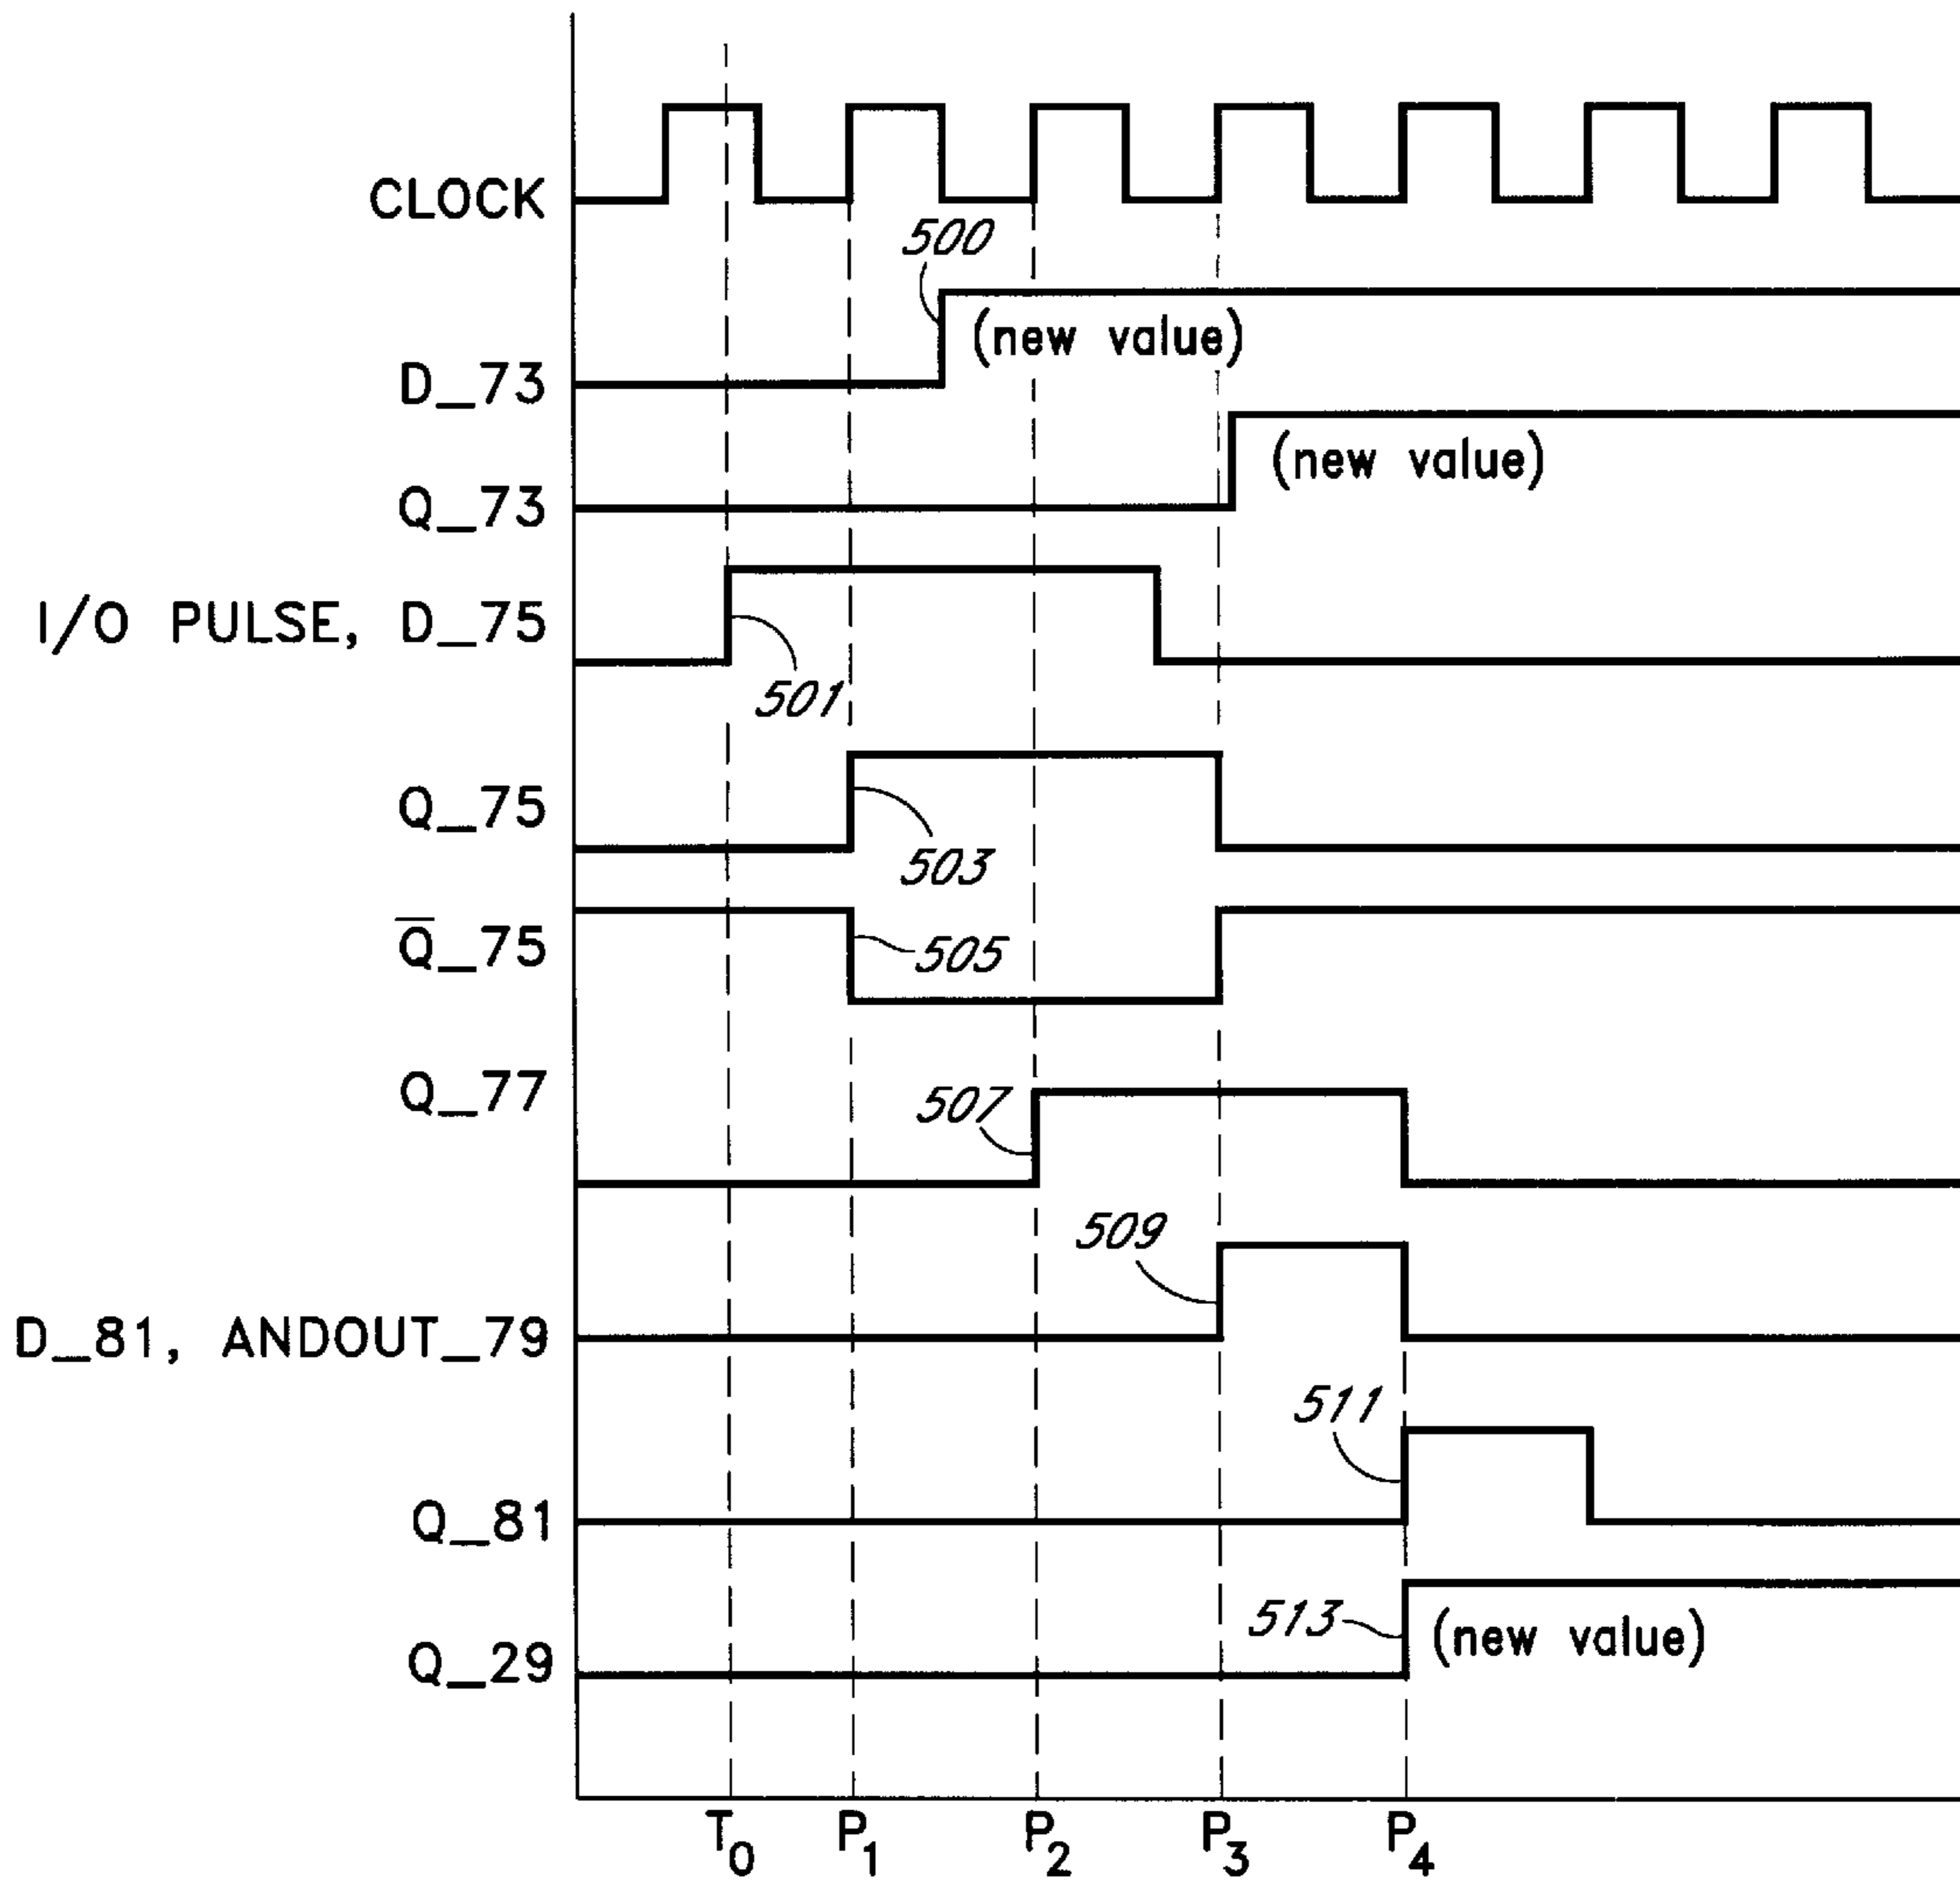 CLOCK
500
(new value)
D_73
(new value)
Q_73
I/O PULSE, D_75
501
Q_75
503
Q̅_75
505
Q_77
507
509
D_81, ANDOUT_79
511
Q_81
513
(new value)
Q_29
T₀ P₁ P₂ P₃ P₄